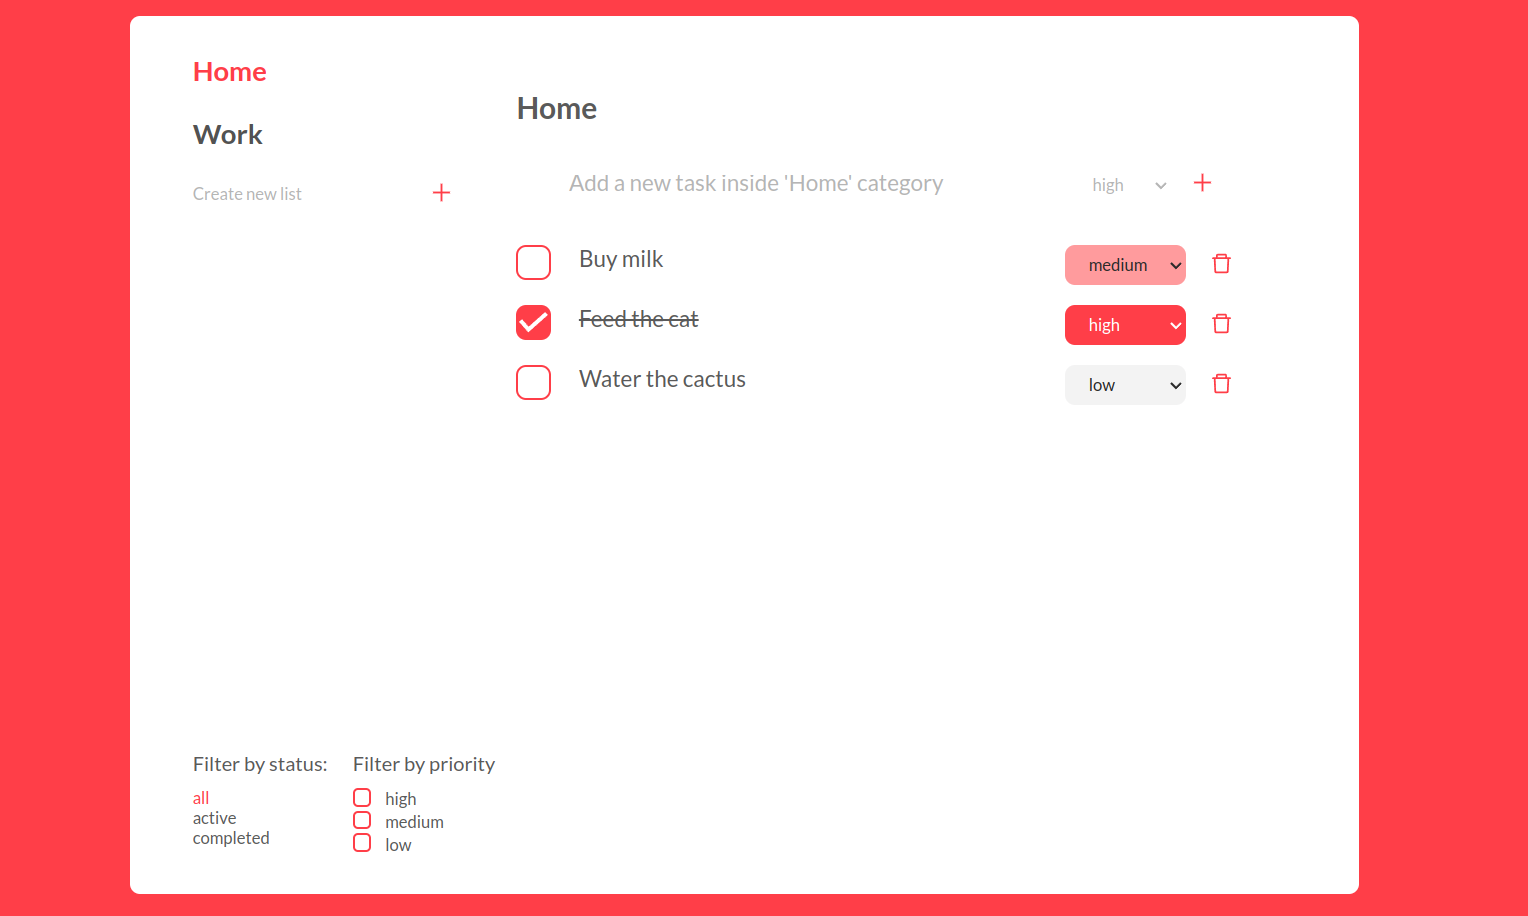 Home
Work
Create new list
Home
Add a new task inside 'Home' category high
Buy milk medium
Feed the cat high
Water the cactus low
Filter by status:
all
active
completed
Filter by priority
high
medium
low